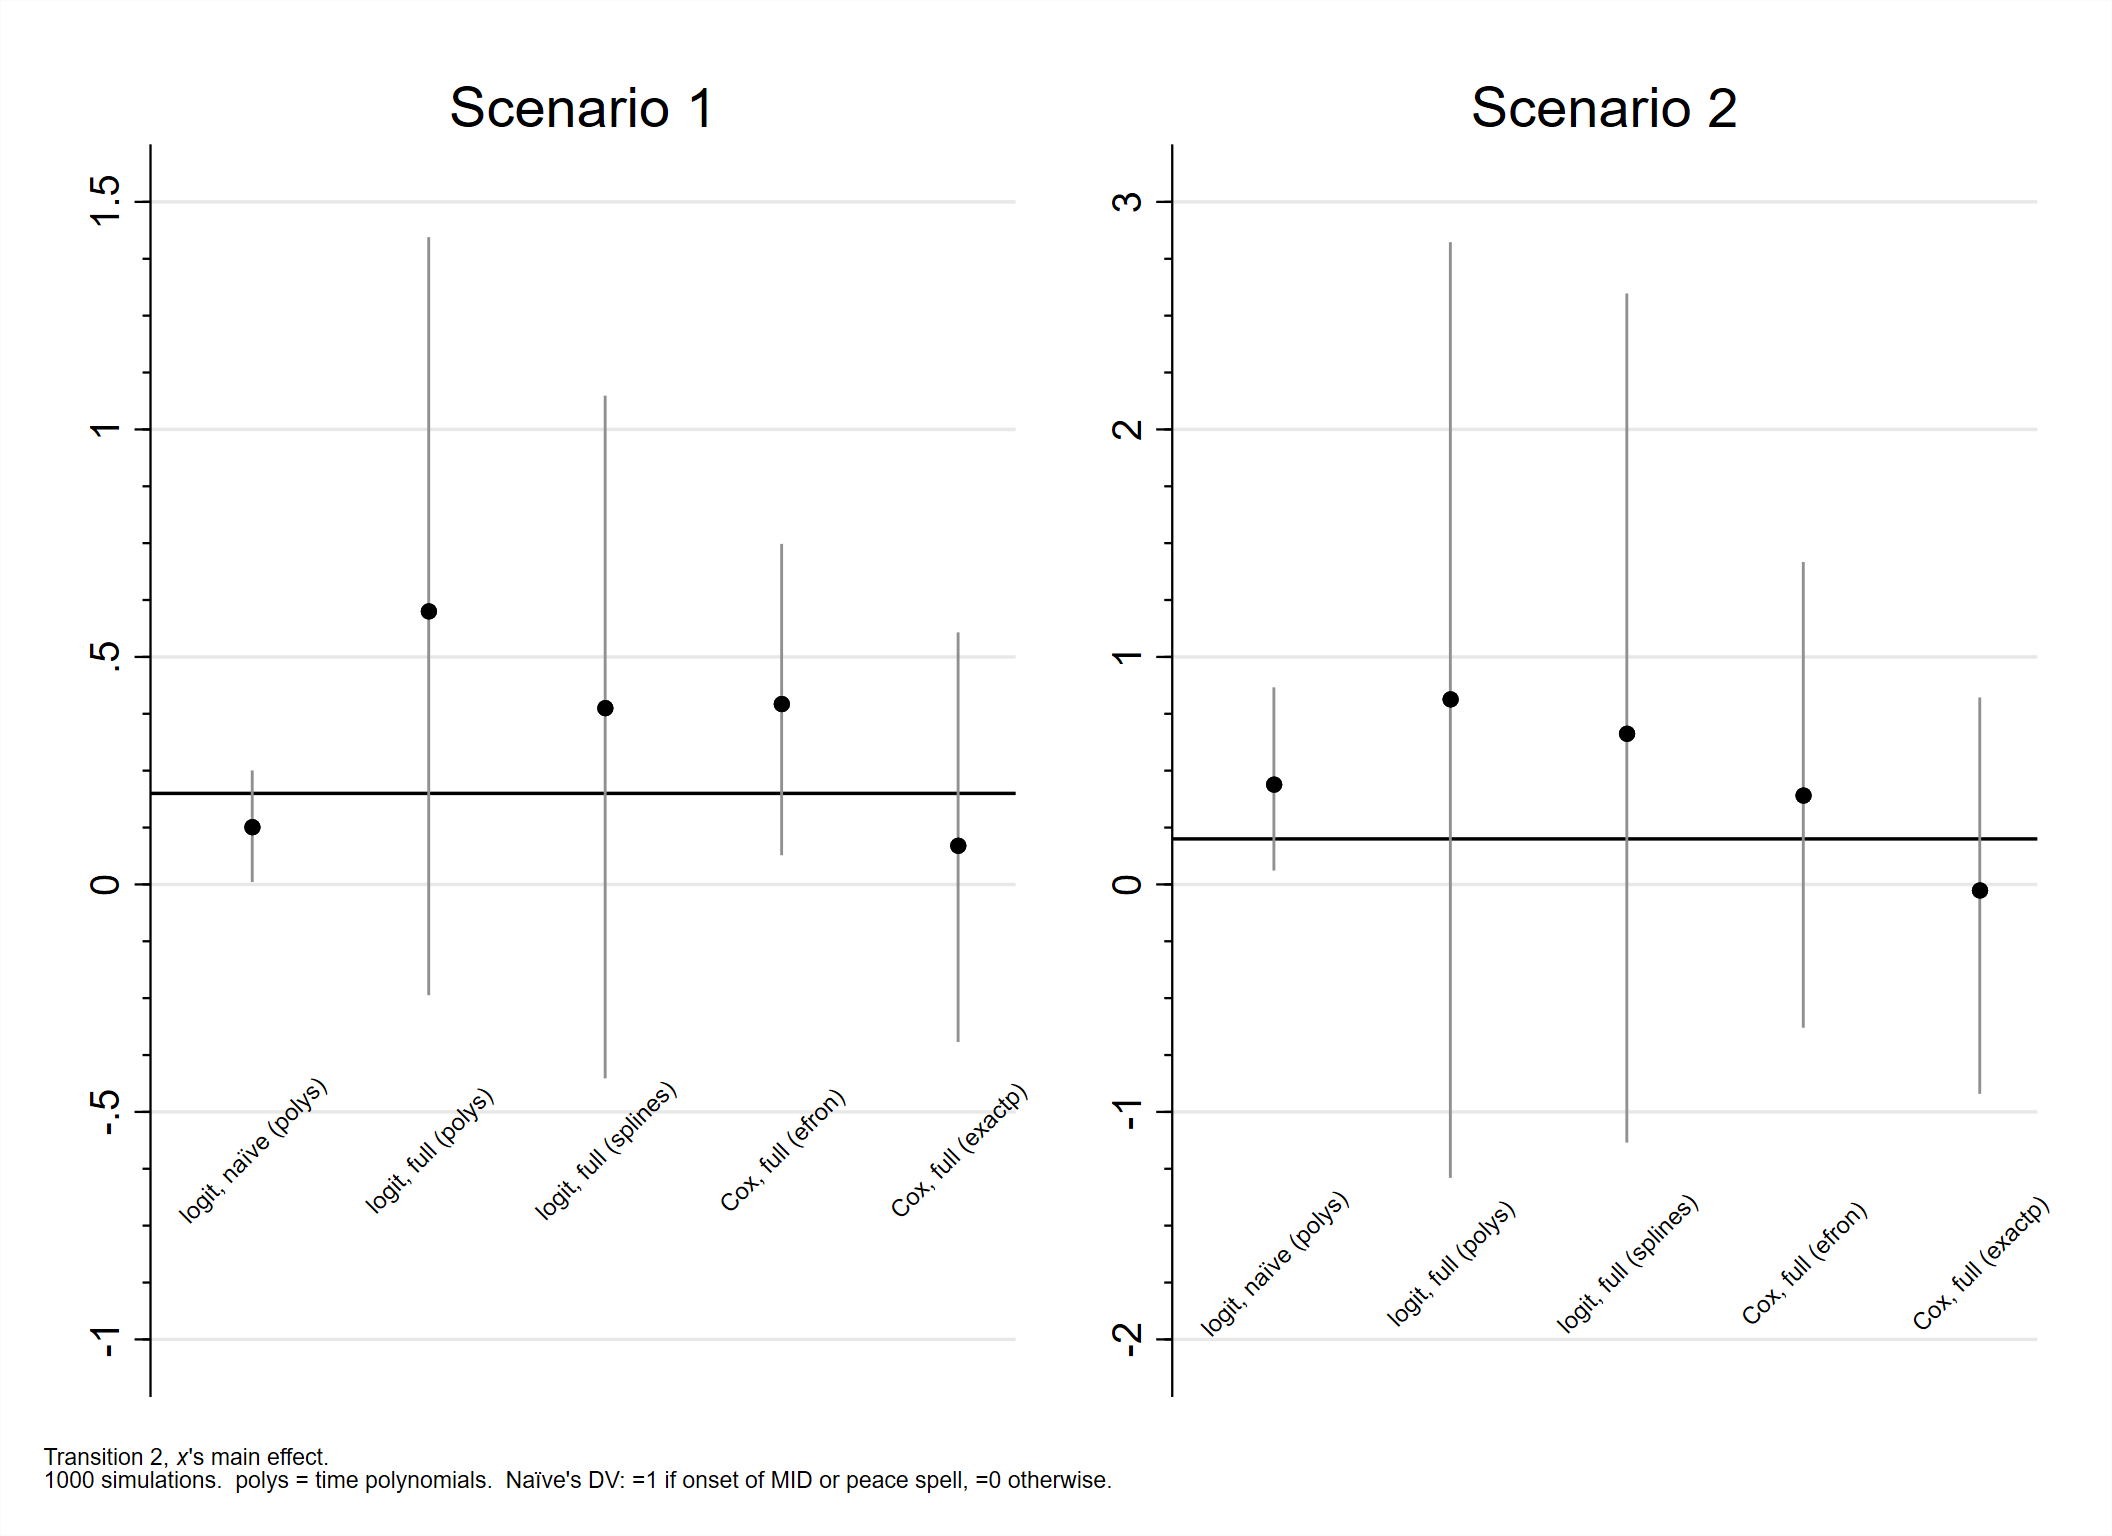 Scenario 1
1.5
1
.5
0
-.5
-1
logit, naïve (polys)
logit, full (polys)
logit, full (splines)
Cox, full (efron)
Cox, full (exactp)
Scenario 2
3
2
1
0
-1
-2
logit, naïve (polys)
logit, full (polys)
logit, full (splines)
Cox, full (efron)
Cox, full (exactp)
Transition 2, x's main effect.
1000 simulations.  polys = time polynomials.  Naïve's DV: =1 if onset of MID or peace spell, =0 otherwise.